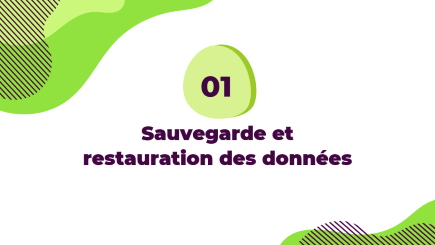 01
Sauvegarde et
restauration des données